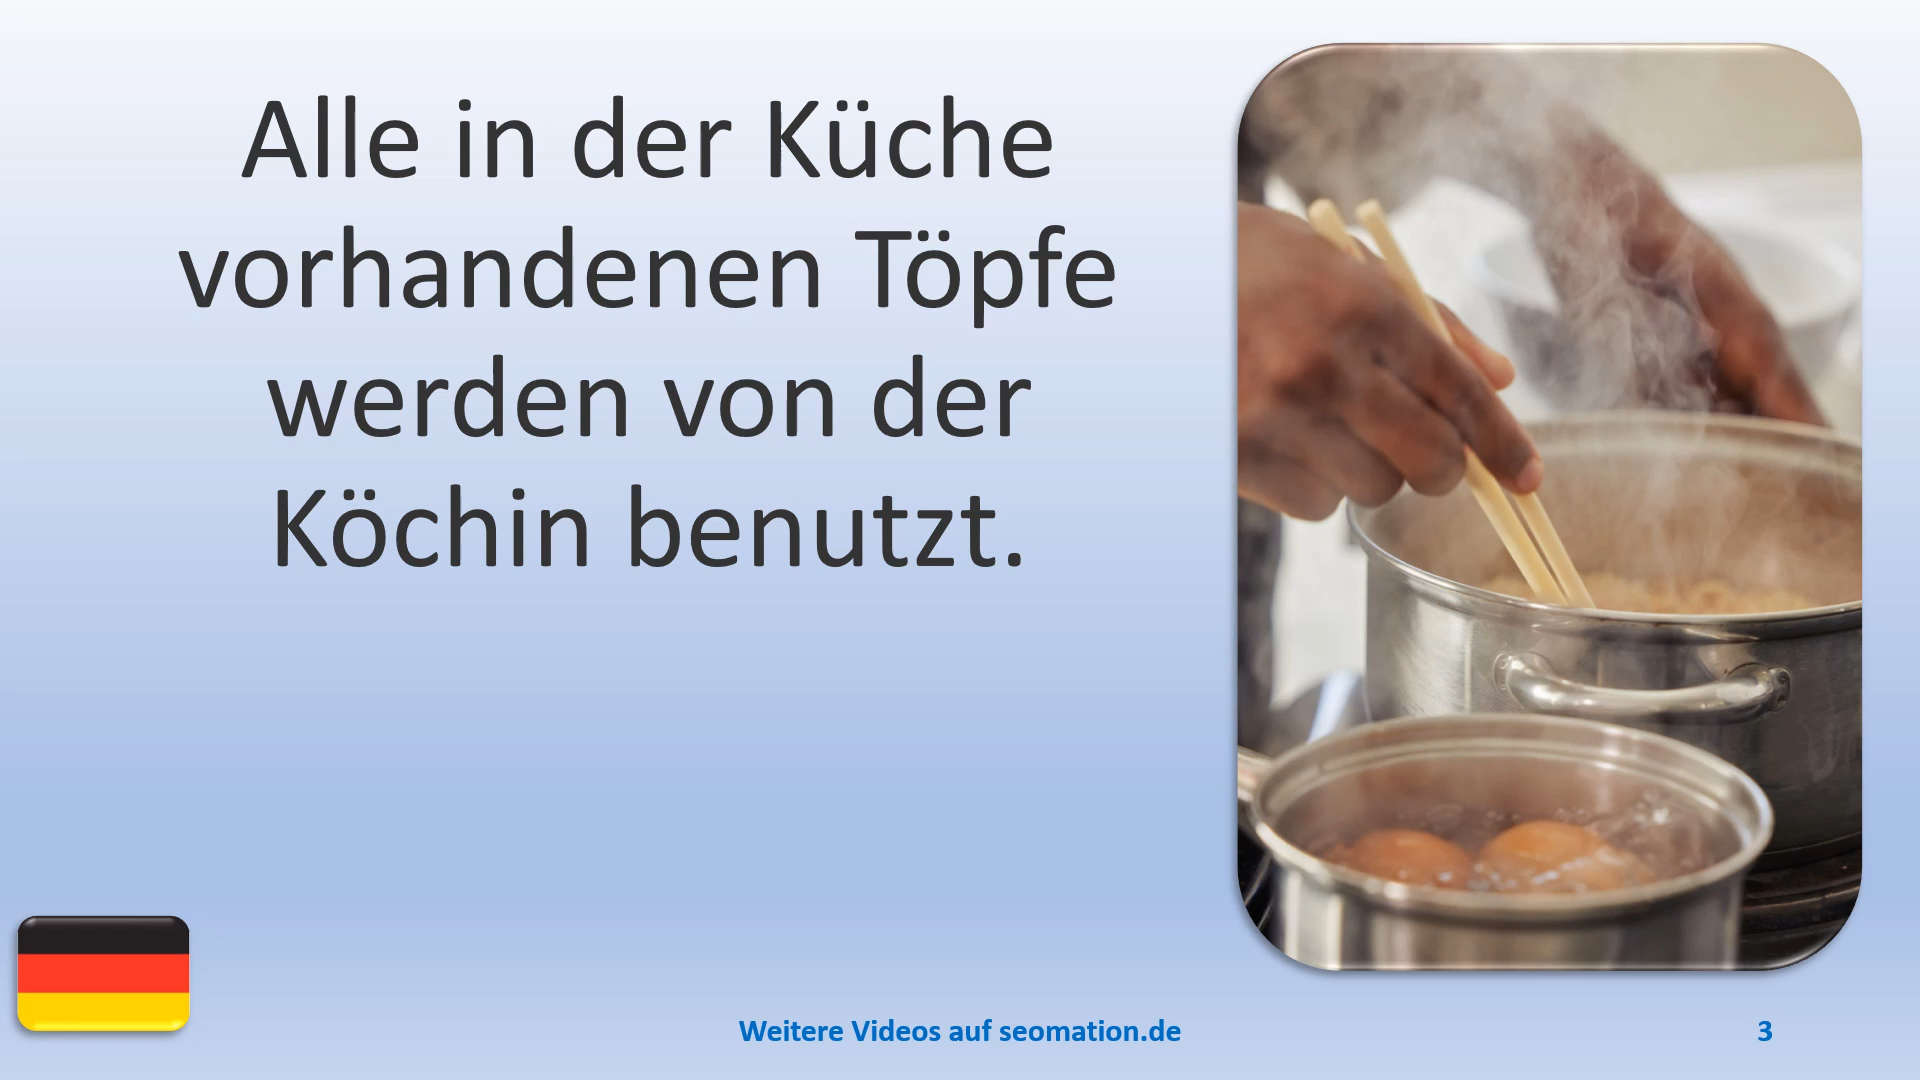 Alle in der Küche
vorhandenen Töpfe
werden von der
Köchin benutzt.
Weitere Videos auf seomation.de
3